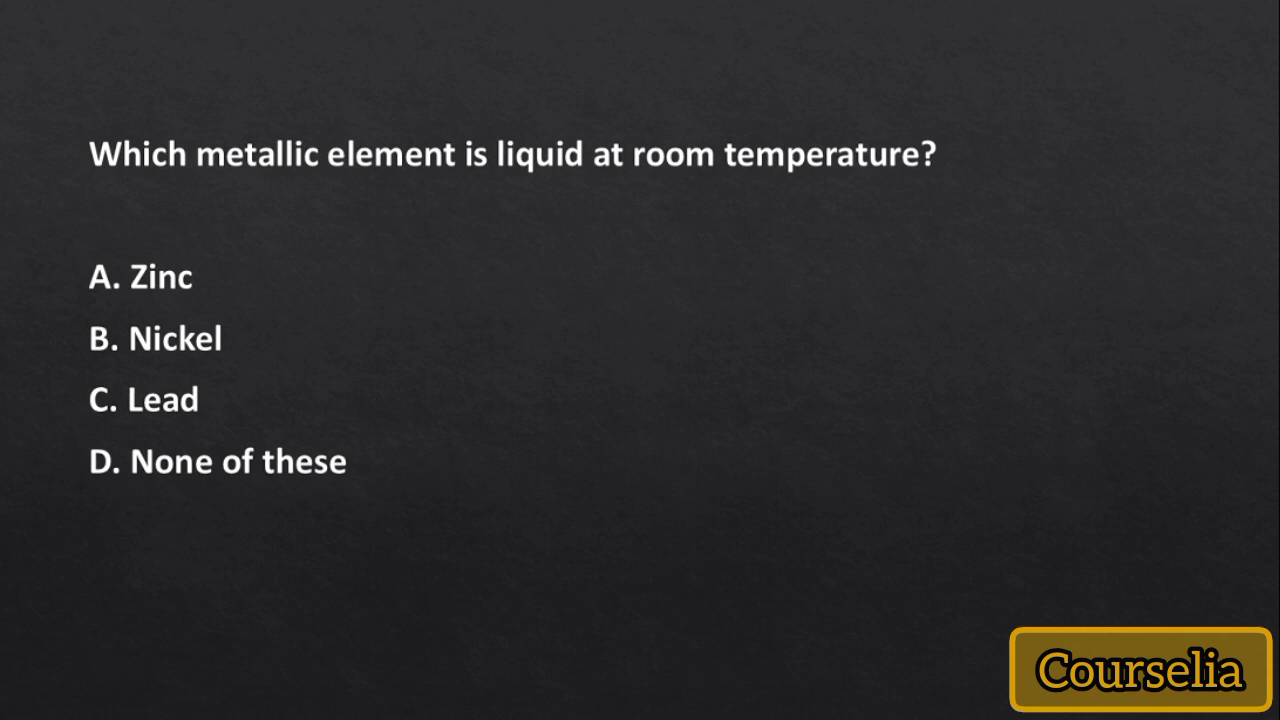 Which metallic element is liquid at room temperature?
A. Zinc
B. Nickel
C. Lead
D. None of these
Courselia